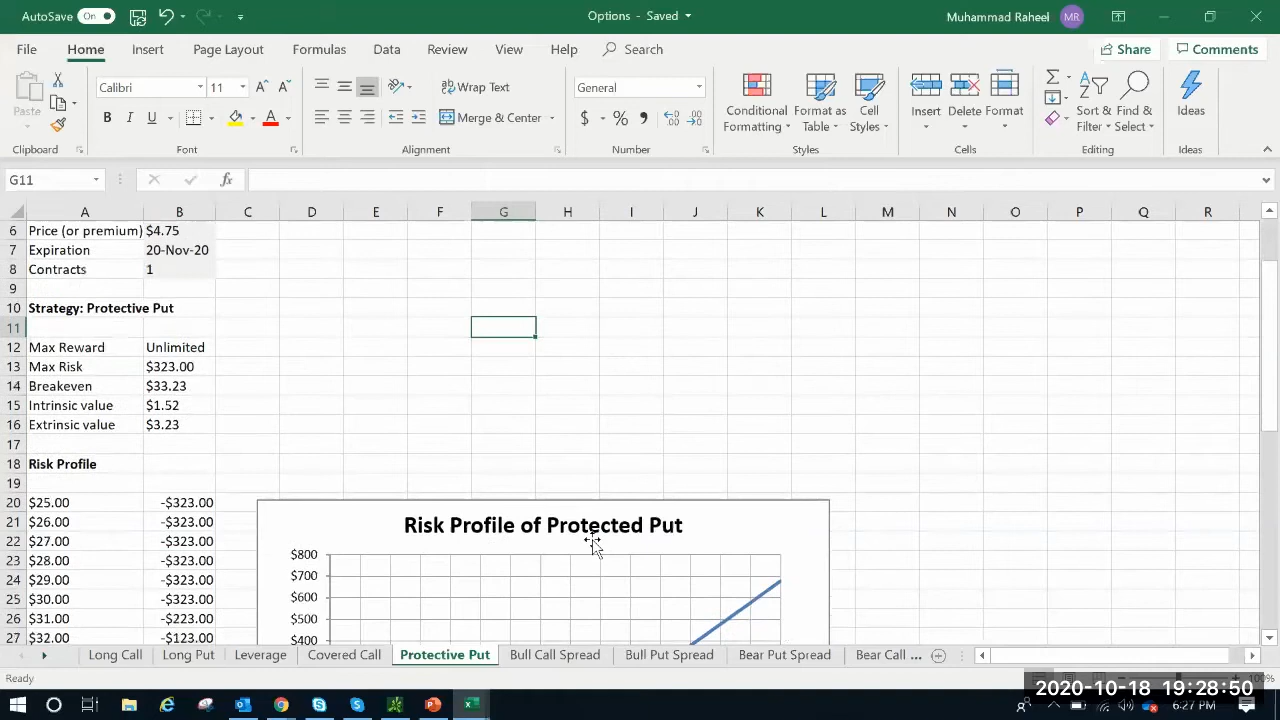 AutoSave On Options - Saved Muhammad Raheel MR
File Home Insert Page Layout Formulas Data Review View Help Search Share Comments
Paste Calibri 11 Wrap Text General Conditional Formatting Format as Table Cell Styles Insert Delete Format Sort & Filter Find & Select Ideas
B I U Merge & Center $ % ,
Clipboard Font Alignment Number Styles Cells Editing Ideas
G11 fx
A B C D E F G H I J K L M N O P Q R
6 Price (or premium) $4.75
7 Expiration 20-Nov-20
8 Contracts 1
9
10 Strategy: Protective Put
11
12 Max Reward Unlimited
13 Max Risk $323.00
14 Breakeven $33.23
15 Intrinsic value $1.52
16 Extrinsic value $3.23
17
18 Risk Profile
19
20 $25.00 -$323.00
21 $26.00 -$323.00
22 $27.00 -$323.00
23 $28.00 -$323.00
24 $29.00 -$323.00
25 $30.00 -$323.00
26 $31.00 -$223.00
27 $32.00 -$123.00
Risk Profile of Protected Put
$800
$700
$600
$500
$400
Long Call Long Put Leverage Covered Call Protective Put Bull Call Spread Bull Put Spread Bear Put Spread Bear Call ...
Ready 100%
2020-10-18 19:28:50
6:27 PM